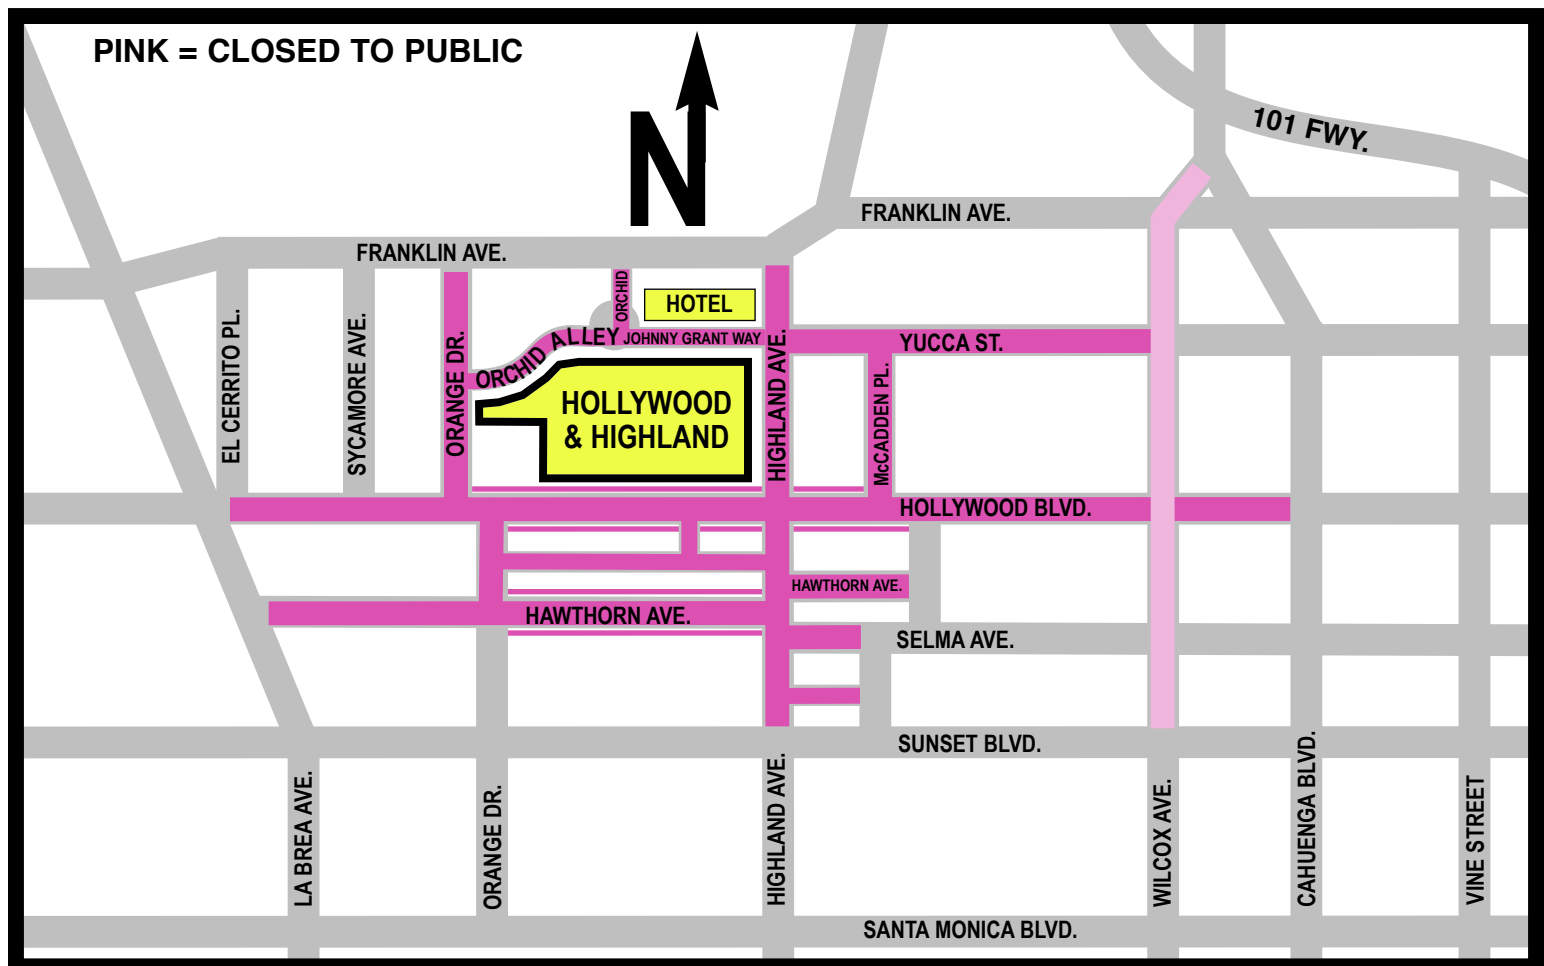 PINK = CLOSED TO PUBLIC
N
101 FWY.
FRANKLIN AVE.
FRANKLIN AVE.
ORCHID
HOTEL
EL CERRITO PL.
SYCAMORE AVE.
ORANGE DR.
ORCHID ALLEY
JOHNNY GRANT WAY
HIGHLAND AVE.
YUCCA ST.
McCADDEN PL.
HOLLYWOOD
& HIGHLAND
HOLLYWOOD BLVD.
HAWTHORN AVE.
HAWTHORN AVE.
SELMA AVE.
SUNSET BLVD.
LA BREA AVE.
ORANGE DR.
HIGHLAND AVE.
WILCOX AVE.
CAHUENGA BLVD.
VINE STREET
SANTA MONICA BLVD.